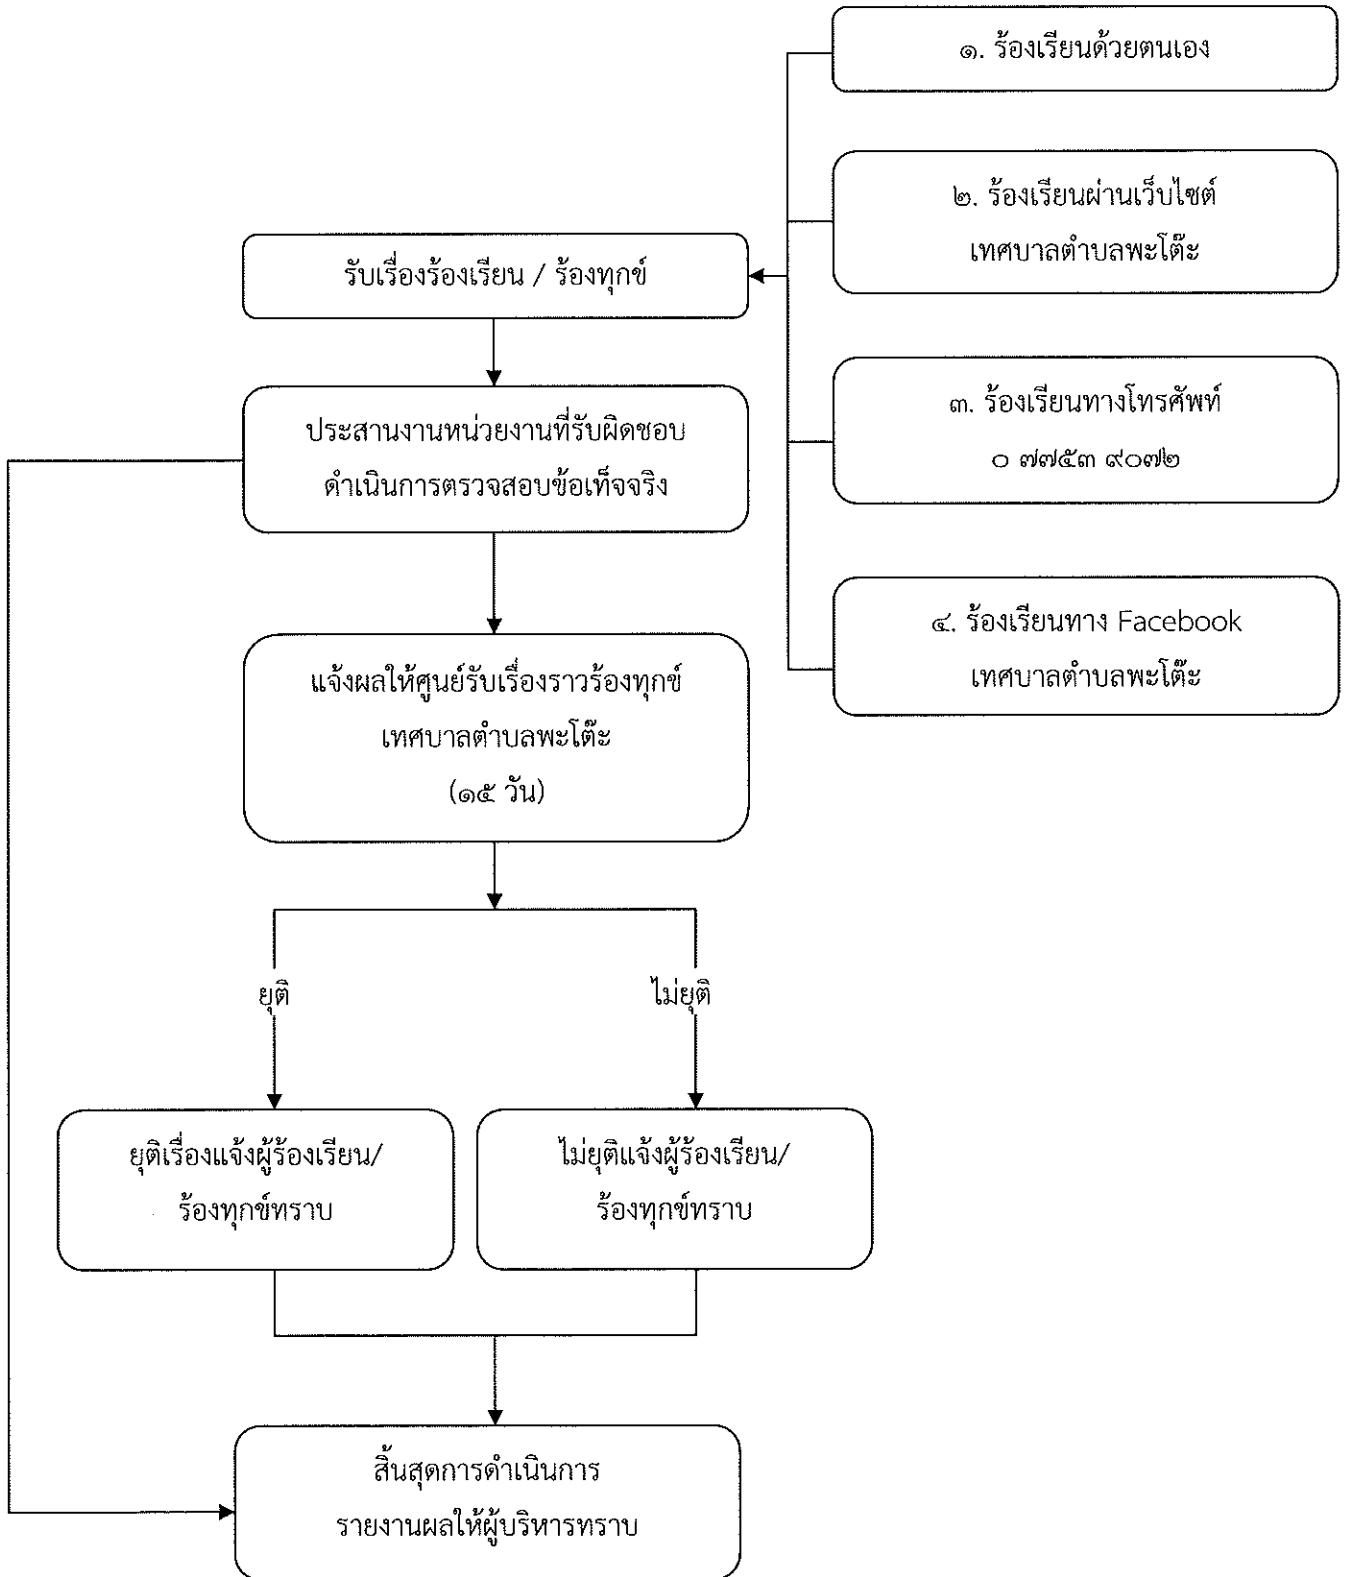 ๑. ร้องเรียนด้วยตนเอง
๒. ร้องเรียนผ่านเว็บไซต์
เทศบาลตำบลพะโต๊ะ
รับเรื่องร้องเรียน / ร้องทุกข์
๓. ร้องเรียนทางโทรศัพท์
๐ ๗๗๕๓ ๙๐๗๒
ประสานงานหน่วยงานที่รับผิดชอบ
ดำเนินการตรวจสอบข้อเท็จจริง
๔. ร้องเรียนทาง Facebook
เทศบาลตำบลพะโต๊ะ
แจ้งผลให้ศูนย์รับเรื่องราวร้องทุกข์
เทศบาลตำบลพะโต๊ะ
(๑๕ วัน)
ยุติ
ไม่ยุติ
ยุติเรื่องแจ้งผู้ร้องเรียน/
ร้องทุกข์ทราบ
ไม่ยุติแจ้งผู้ร้องเรียน/
ร้องทุกข์ทราบ
สิ้นสุดการดำเนินการ
รายงานผลให้ผู้บริหารทราบ